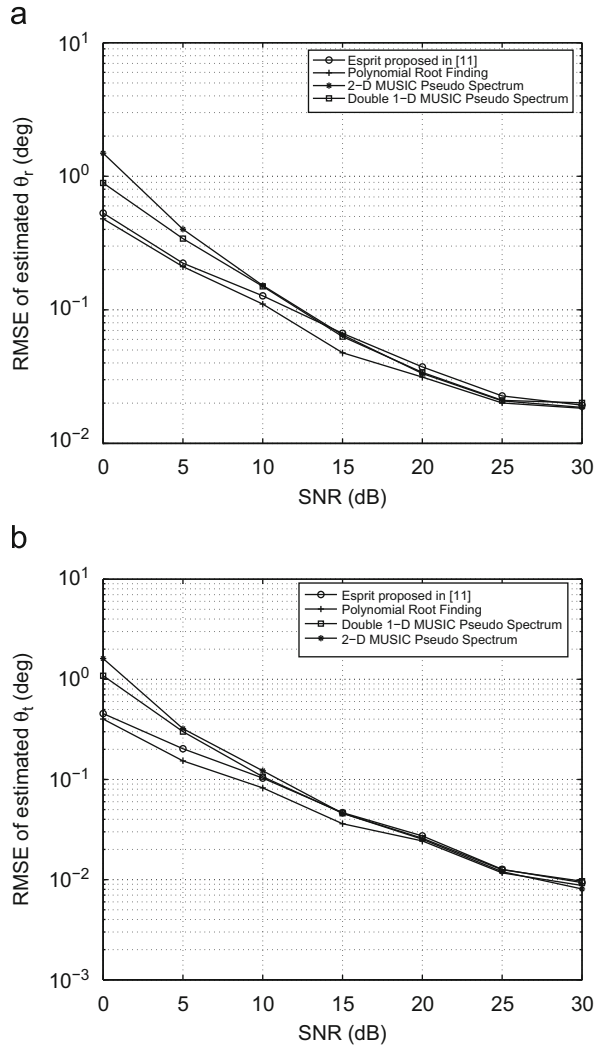 a
10^1
10^0
10^-1
10^-2
RMSE of estimated θ_r (deg)
Esprit proposed in [11]
Polynomial Root Finding
2-D MUSIC Pseudo Spectrum
Double 1-D MUSIC Pseudo Spectrum
0 5 10 15 20 25 30
SNR (dB)
b
10^1
10^0
10^-1
10^-2
10^-3
RMSE of estimated θ_t (deg)
Esprit proposed in [11]
Polynomial Root Finding
Double 1-D MUSIC Pseudo Spectrum
2-D MUSIC Pseudo Spectrum
0 5 10 15 20 25 30
SNR (dB)